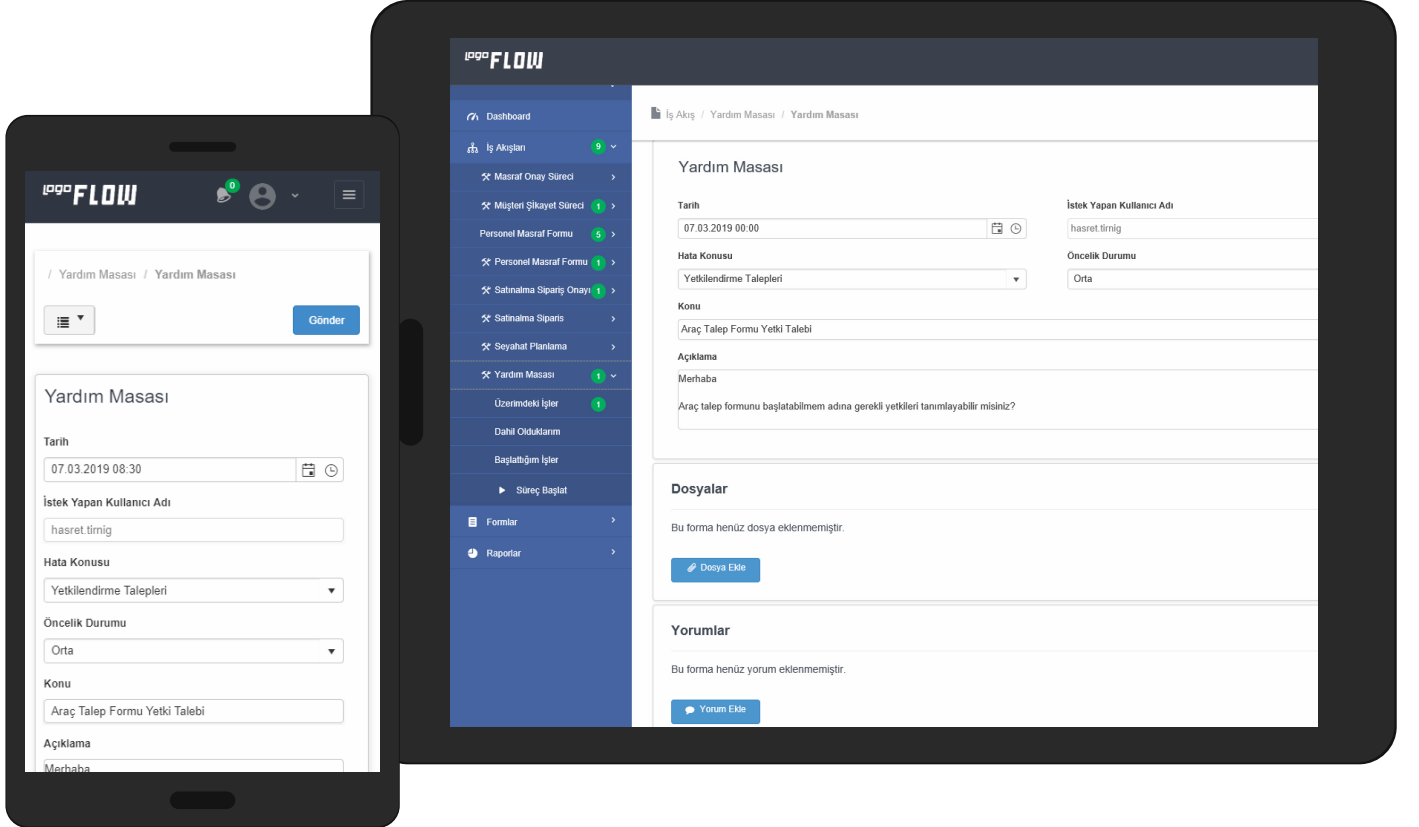 logo FLOW
0
/ Yardım Masası / Yardım Masası
Gönder
Yardım Masası
Tarih
07.03.2019 08:30
İstek Yapan Kullanıcı Adı
hasret.tirnig
Hata Konusu
Yetkilendirme Talepleri
Öncelik Durumu
Orta
Konu
Araç Talep Formu Yetki Talebi
Açıklama
Merhaba
logo FLOW
Dashboard
İş Akışları 9
Masraf Onay Süreci
Müşteri Şİkayet Süreci 1
Personel Masraf Formu 5
Personel Masraf Formu 1
Satınalma Sipariş Onayı 1
Satinalma Siparis
Seyahat Planlama
Yardım Masası 1
Üzerimdeki İşler 1
Dahil Olduklarım
Başlattığım İşler
Süreç Başlat
Formlar
Raporlar
İş Akış / Yardım Masası / Yardım Masası
Yardım Masası
Tarih
07.03.2019 00:00
İstek Yapan Kullanıcı Adı
hasret.tirnig
Hata Konusu
Yetkilendirme Talepleri
Öncelik Durumu
Orta
Konu
Araç Talep Formu Yetki Talebi
Açıklama
Merhaba
Araç talep formunu başlatabilmem adına gerekli yetkileri tanımlayabilir misiniz?
Dosyalar
Bu forma henüz dosya eklenmemiştir.
Dosya Ekle
Yorumlar
Bu forma henüz yorum eklenmemiştir.
Yorum Ekle